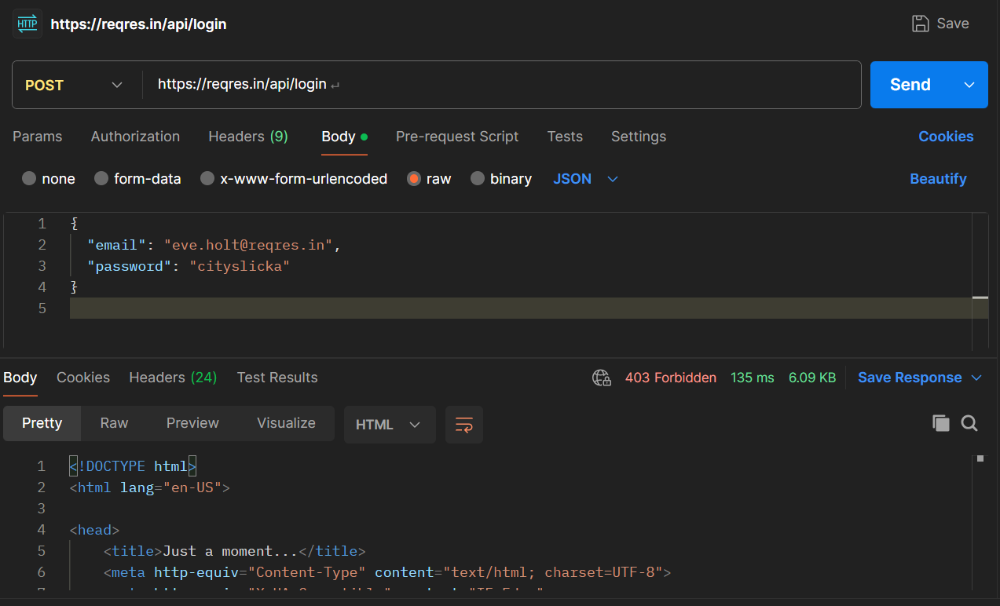 HTTP https://reqres.in/api/login Save
POST https://reqres.in/api/login Send
Params Authorization Headers (9) Body Pre-request Script Tests Settings Cookies
none form-data x-www-form-urlencoded raw binary JSON Beautify
1 {
2 "email": "eve.holt@reqres.in",
3 "password": "cityslicka"
4 }
5
Body Cookies Headers (24) Test Results 403 Forbidden 135 ms 6.09 KB Save Response
Pretty Raw Preview Visualize HTML
1 <!DOCTYPE html>
2 <html lang="en-US">
3
4 <head>
5 <title>Just a moment...</title>
6 <meta http-equiv="Content-Type" content="text/html; charset=UTF-8">